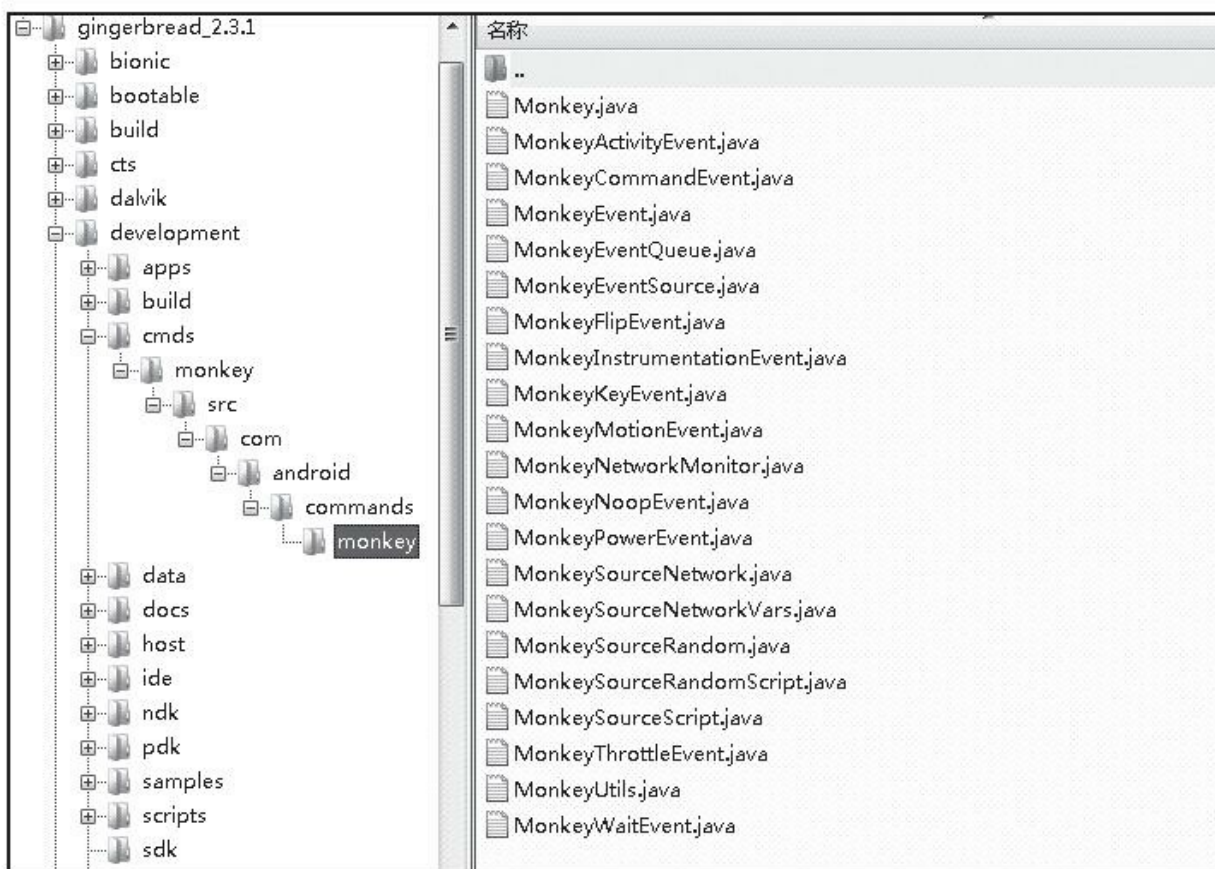 gingerbread_2.3.1
bionic
bootable
build
cts
dalvik
development
apps
build
cmds
monkey
src
com
android
commands
monkey
data
docs
host
ide
ndk
pdk
samples
scripts
sdk
名称
..
Monkey.java
MonkeyActivityEvent.java
MonkeyCommandEvent.java
MonkeyEvent.java
MonkeyEventQueue.java
MonkeyEventSource.java
MonkeyFlipEvent.java
MonkeyInstrumentationEvent.java
MonkeyKeyEvent.java
MonkeyMotionEvent.java
MonkeyNetworkMonitor.java
MonkeyNoopEvent.java
MonkeyPowerEvent.java
MonkeySourceNetwork.java
MonkeySourceNetworkVars.java
MonkeySourceRandom.java
MonkeySourceRandomScript.java
MonkeySourceScript.java
MonkeyThrottleEvent.java
MonkeyUtils.java
MonkeyWaitEvent.java